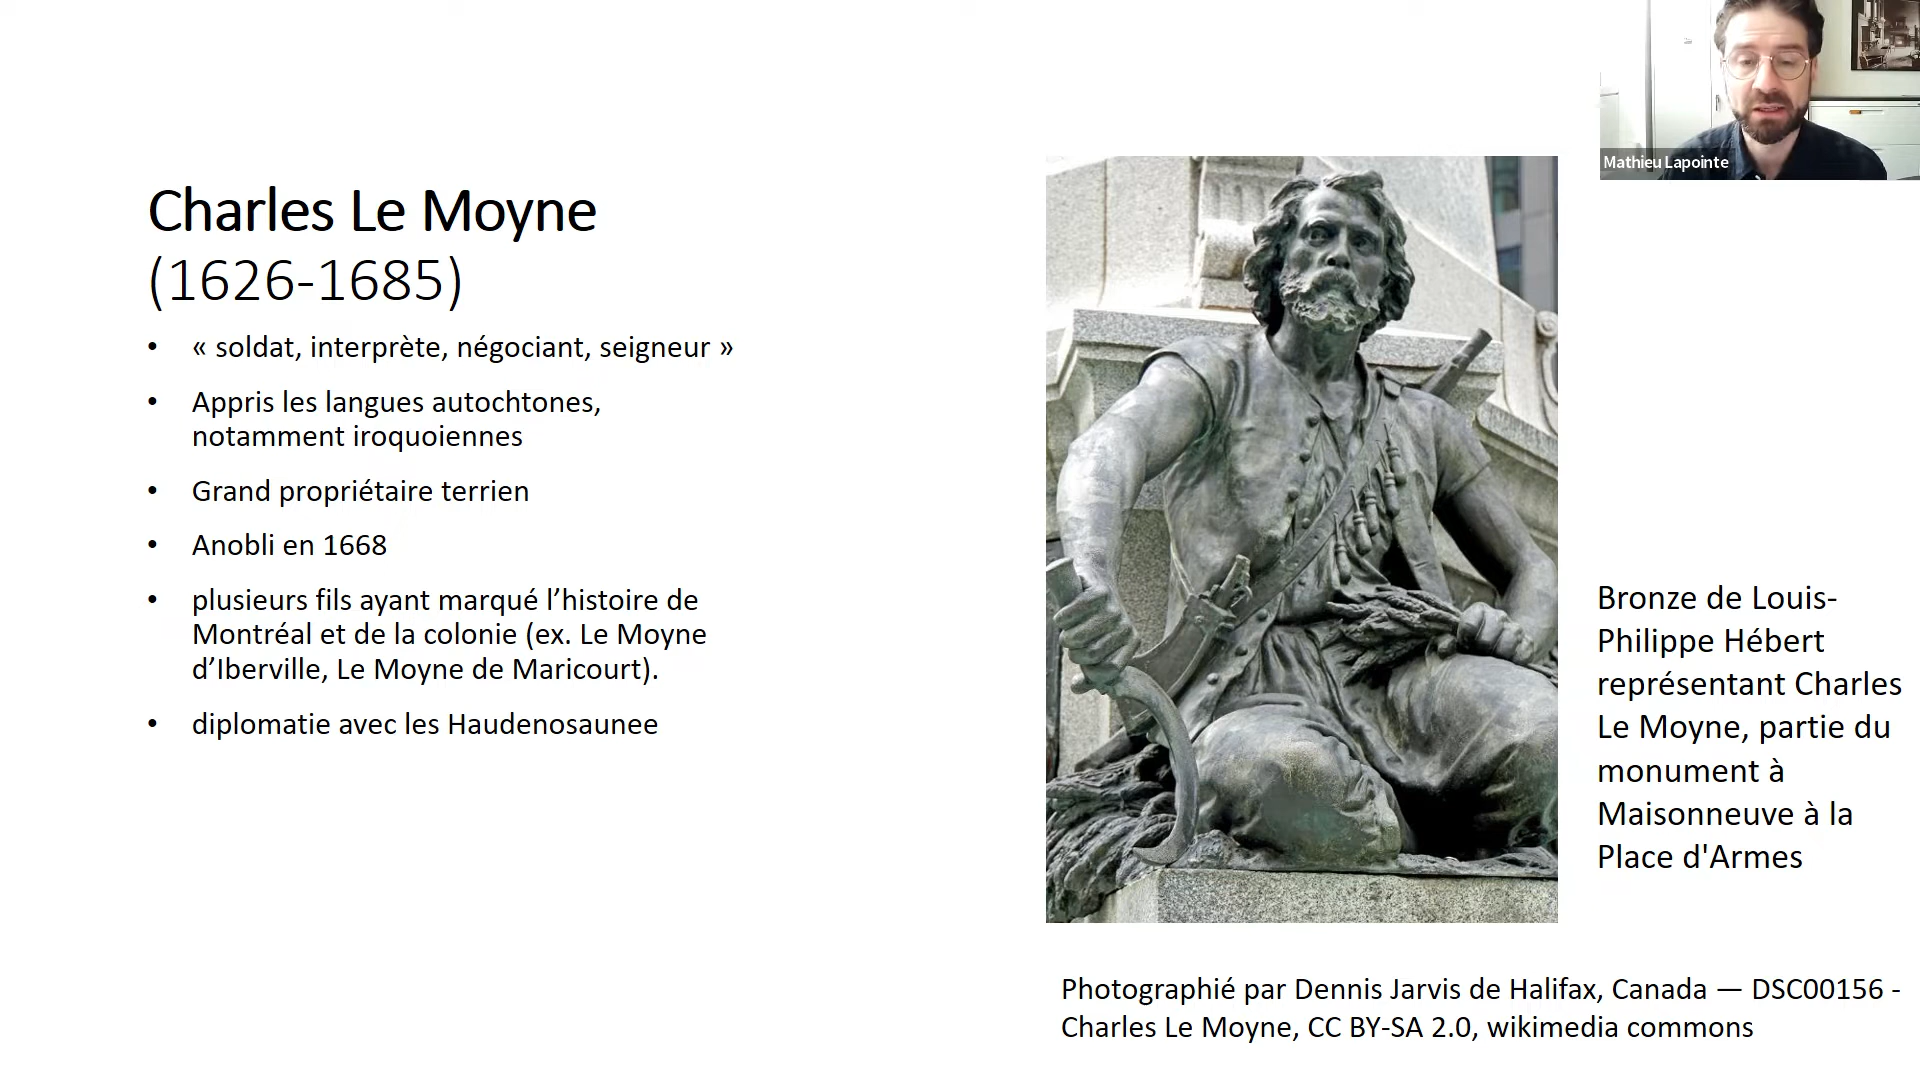 Charles Le Moyne
(1626-1685)
• « soldat, interprète, négociant, seigneur »
• Appris les langues autochtones,
notamment iroquoiennes
• Grand propriétaire terrien
• Anobli en 1668
• plusieurs fils ayant marqué l’histoire de
Montréal et de la colonie (ex. Le Moyne
d’Iberville, Le Moyne de Maricourt).
• diplomatie avec les Haudenosaunee
Mathieu Lapointe
Bronze de Louis-
Philippe Hébert
représentant Charles
Le Moyne, partie du
monument à
Maisonneuve à la
Place d'Armes
Photographié par Dennis Jarvis de Halifax, Canada — DSC00156 -
Charles Le Moyne, CC BY-SA 2.0, wikimedia commons